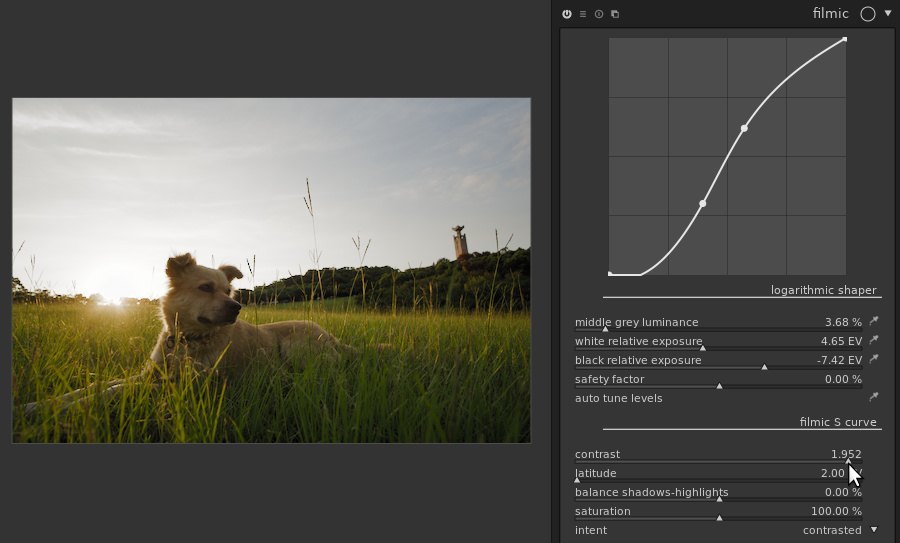 filmic
logarithmic shaper
middle grey luminance 3.68 %
white relative exposure 4.65 EV
black relative exposure -7.42 EV
safety factor 0.00 %
auto tune levels
filmic S curve
contrast 1.952
latitude 2.00
balance shadows-highlights 0.00 %
saturation 100.00 %
intent contrasted